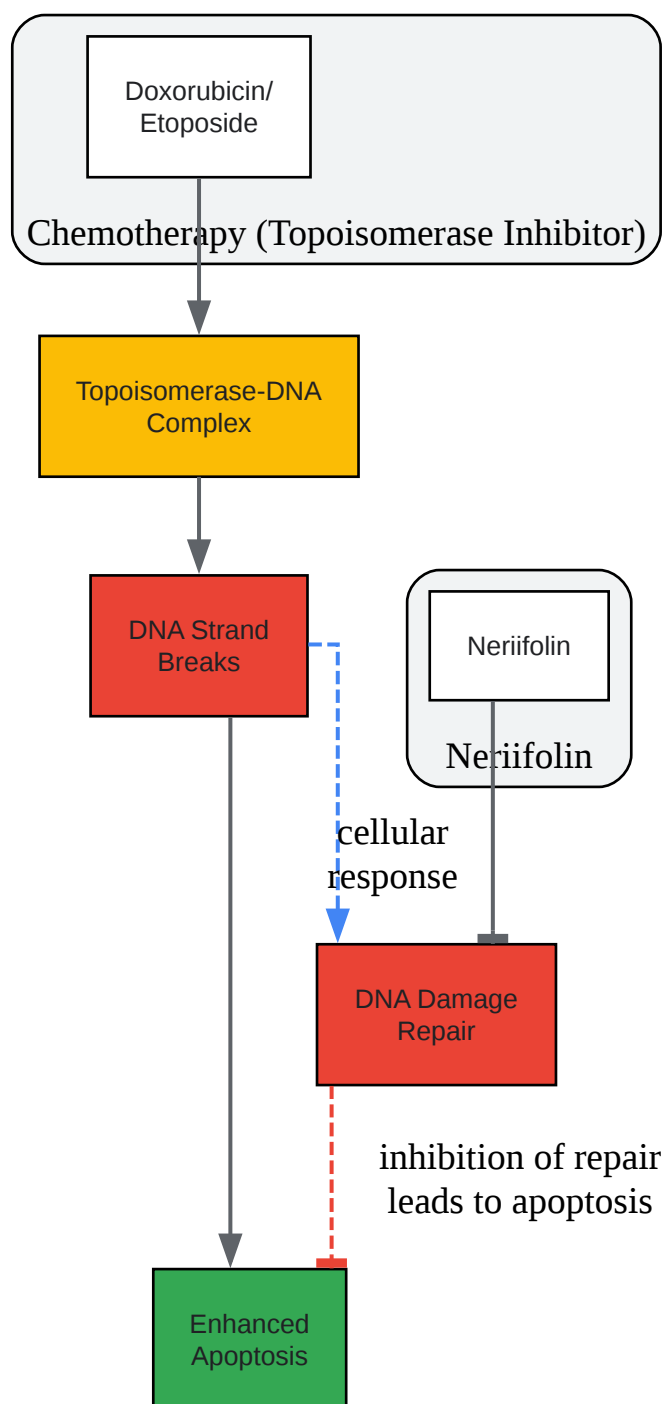 Doxorubicin/
Etoposide
Chemotherapy (Topoisomerase Inhibitor)
Topoisomerase-DNA
Complex
DNA Strand
Breaks
Neriifolin
Neriifolin
cellular
response
DNA Damage
Repair
inhibition of repair
leads to apoptosis
Enhanced
Apoptosis